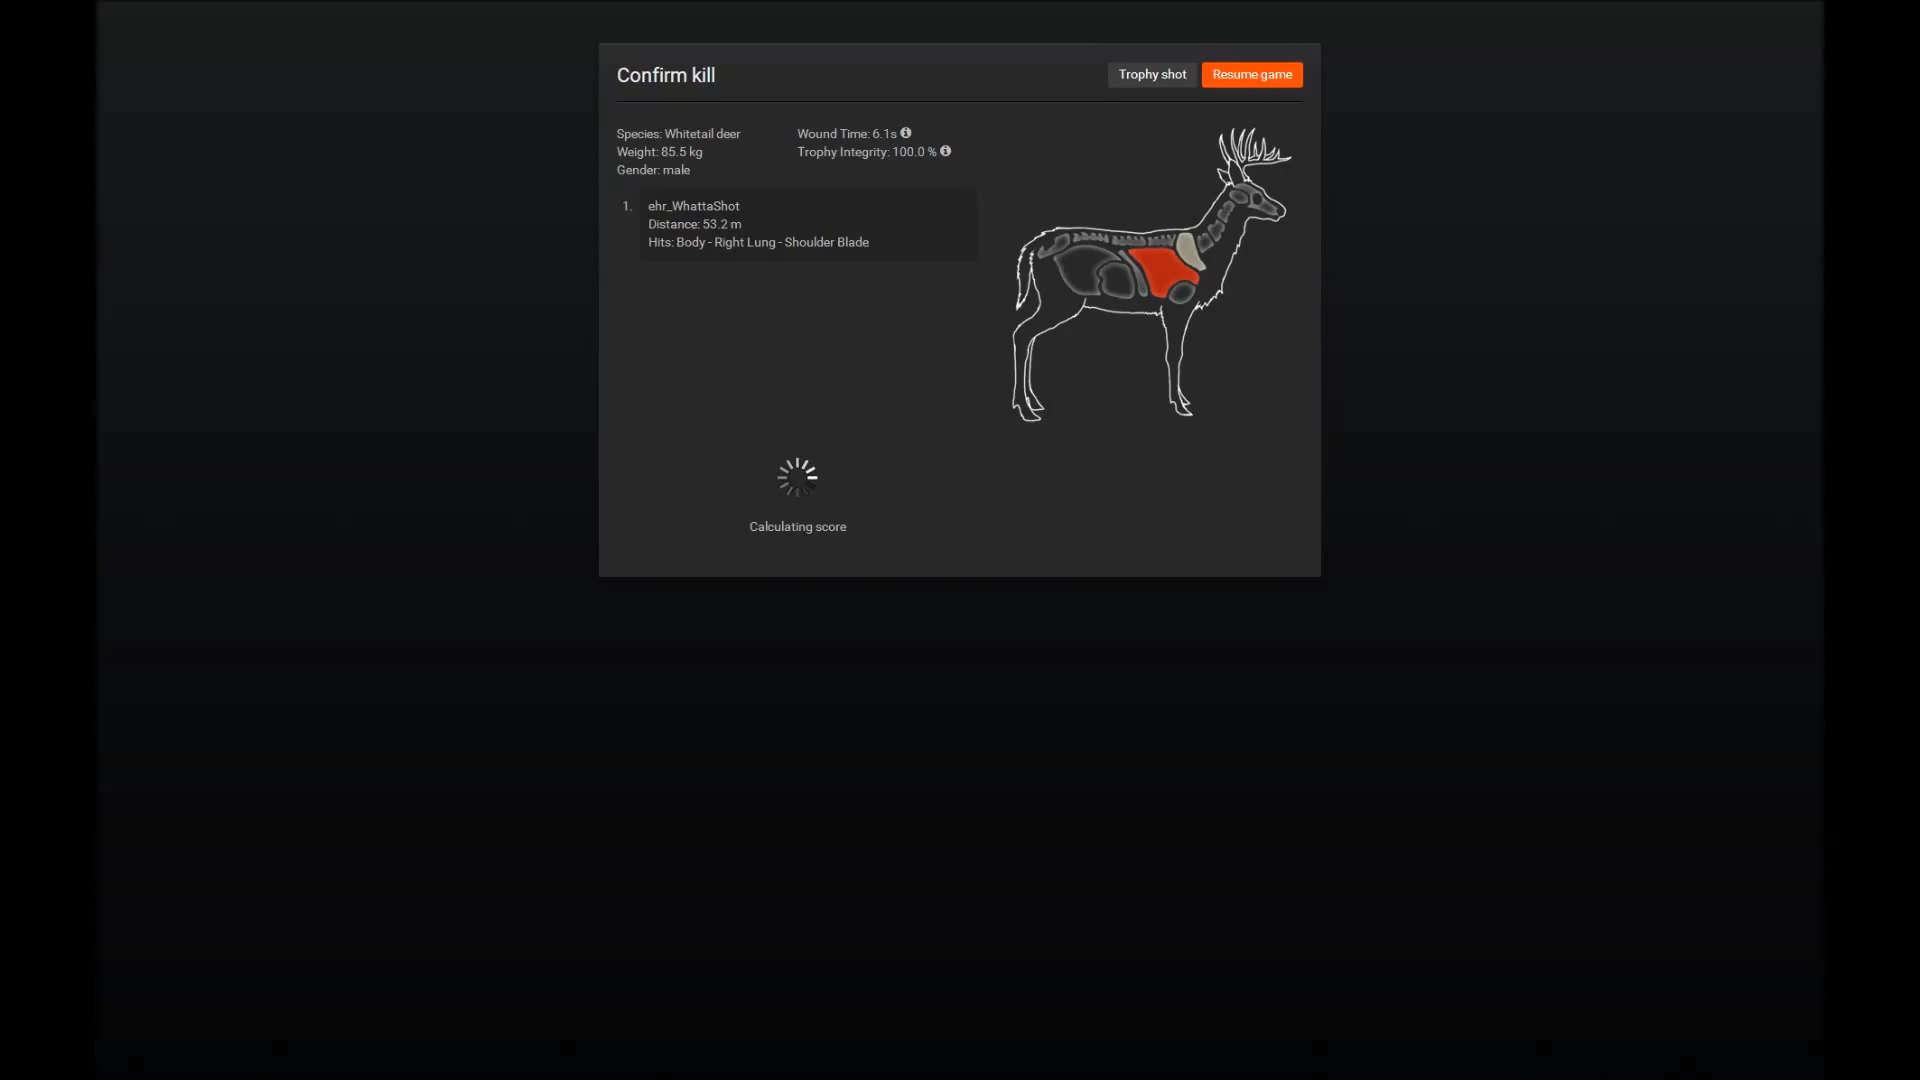 Confirm kill
Trophy shot
Resume game
Species: Whitetail deer
Weight: 85.5 kg
Gender: male
Wound Time: 6.1s
Trophy Integrity: 100.0 %
1.
ehr_WhattaShot
Distance: 53.2 m
Hits: Body - Right Lung - Shoulder Blade
Calculating score